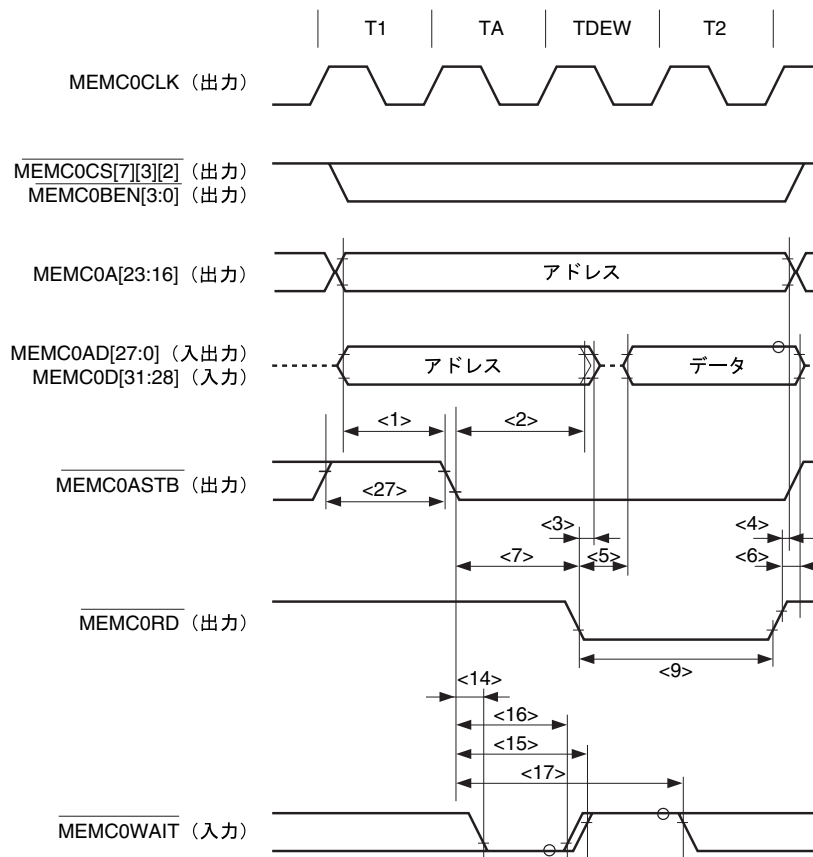 T1 TA TDEW T2
MEMC0CLK（出力）
MEMC0CS[7][3][2]（出力）
MEMC0BEN[3:0]（出力）
MEMC0A[23:16]（出力） アドレス
MEMC0AD[27:0]（入出力）
MEMC0D[31:28]（入力）
アドレス データ
<1> <2>
MEMC0ASTB（出力）
<27>
<3> <4>
<7> <5> <6>
MEMC0RD（出力）
<9>
<14>
<16>
<15>
<17>
MEMC0WAIT（入力）